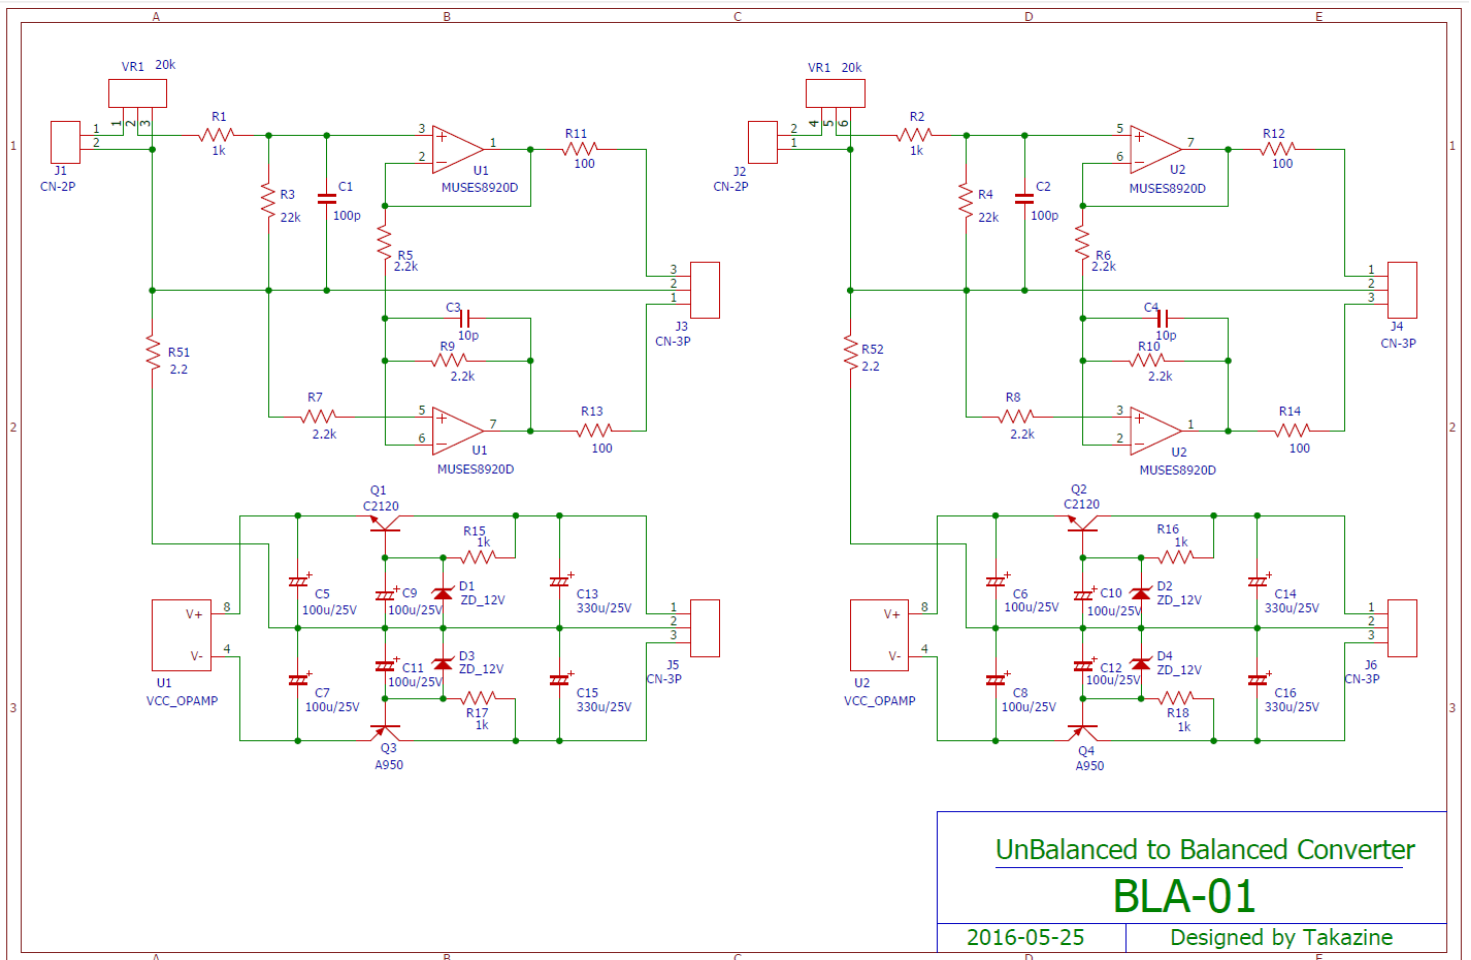 A B C D E
1
1
VR1 20k
1 2 3
J1
CN-2P
1
2
R1
1k
R3
22k
C1
100p
3
2
1
U1
MUSES8920D
R11
100
R5
2.2k
C3
10p
R9
2.2k
3
2
1
J3
CN-3P
R51
2.2
R7
2.2k
5
6
7
U1
MUSES8920D
R13
100
VR1 20k
4 5 6
J2
CN-2P
2
1
R2
1k
R4
22k
C2
100p
5
6
7
U2
MUSES8920D
R12
100
R6
2.2k
C4
10p
R10
2.2k
1
2
3
J4
CN-3P
R52
2.2
R8
2.2k
3
2
1
U2
MUSES8920D
R14
100
2
2
Q1
C2120
R15
1k
C5
100u/25V
C9
100u/25V
D1
ZD_12V
C13
330u/25V
V+
V-
8
4
U1
VCC_OPAMP
C7
100u/25V
C11
100u/25V
D3
ZD_12V
R17
1k
C15
330u/25V
Q3
A950
1
2
3
J5
CN-3P
Q2
C2120
R16
1k
C6
100u/25V
C10
100u/25V
D2
ZD_12V
C14
330u/25V
V+
V-
8
4
U2
VCC_OPAMP
C8
100u/25V
C12
100u/25V
D4
ZD_12V
R18
1k
C16
330u/25V
Q4
A950
1
2
3
J6
CN-3P
3
3
UnBalanced to Balanced Converter
BLA-01
2016-05-25
Designed by Takazine
A B C D E